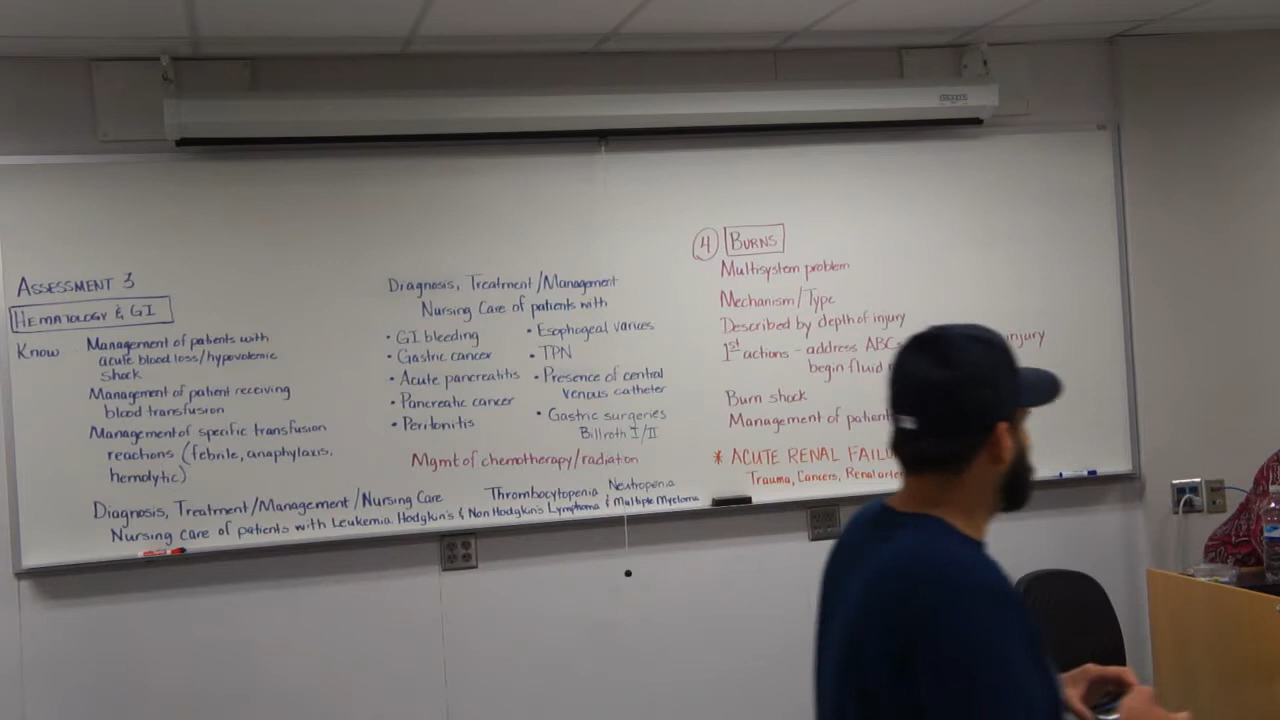 ASSESSMENT 3
HEMATOLOGY & GI
Know
Management of patients with
acute blood loss/hypovolemic
shock
Management of patient receiving
blood transfusion
Management of specific transfusion
reactions (febrile, anaphylaxis,
hemolytic)
Diagnosis, Treatment/Management/Nursing Care
Nursing care of patients with Leukemia. Hodgkin's & Non Hodgkin's Lymphoma & Multiple Myeloma
Thrombocytopenia Neutropenia
Diagnosis, Treatment/Management
Nursing Care of patients with
• GI bleeding
• Gastric cancer
• Acute pancreatitis
• Pancreatic cancer
• Peritonitis
• Esophogeal varices
• TPN
• Presence of central
venous catheter
• Gastric surgeries
Billroth I/II
Mgmt of chemotherapy/radiation
4 BURNS
Multisystem problem
Mechanism/Type
Described by depth of injury
1st actions - address ABCs injury
begin fluid
Burn shock
Management of patient
* ACUTE RENAL
Trauma, Cancers, Renal